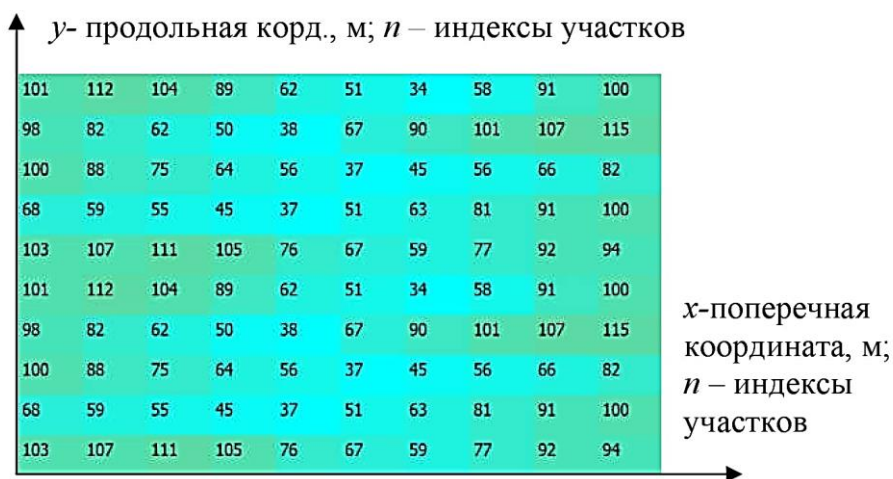 y- продольная корд., м; n – индексы участков
101 112 104 89 62 51 34 58 91 100
98 82 62 50 38 67 90 101 107 115
100 88 75 64 56 37 45 56 66 82
68 59 55 45 37 51 63 81 91 100
103 107 111 105 76 67 59 77 92 94
101 112 104 89 62 51 34 58 91 100
98 82 62 50 38 67 90 101 107 115
100 88 75 64 56 37 45 56 66 82
68 59 55 45 37 51 63 81 91 100
103 107 111 105 76 67 59 77 92 94
x-поперечная
координата, м;
n – индексы
участков